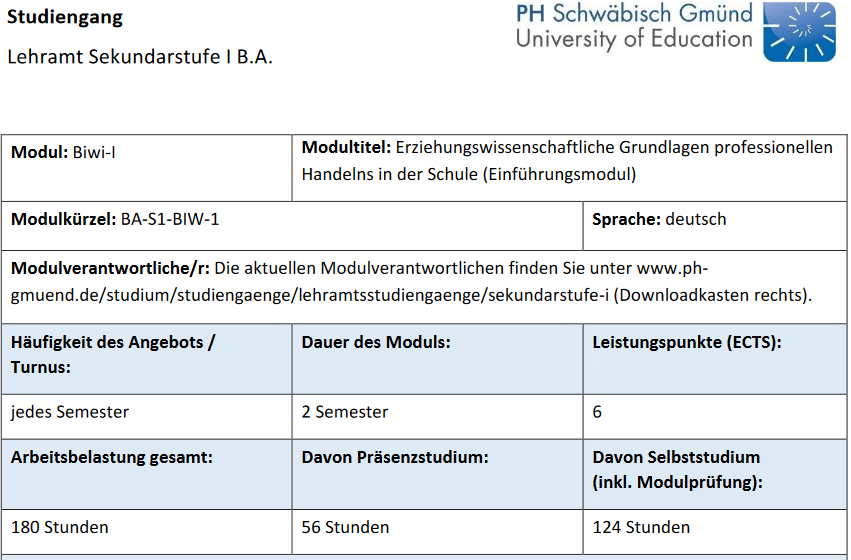 Studiengang
Lehramt Sekundarstufe I B.A.
PH Schwäbisch Gmünd
University of Education
Modul: Biwi-I
Modultitel: Erziehungswissenschaftliche Grundlagen professionellen
Handelns in der Schule (Einführungsmodul)
Modulkürzel: BA-S1-BIW-1
Sprache: deutsch
Modulverantwortliche/r: Die aktuellen Modulverantwortlichen finden Sie unter www.ph-
gmuend.de/studium/studiengaenge/lehramtsstudiengaenge/sekundarstufe-i (Downloadkasten rechts).
Häufigkeit des Angebots /
Turnus:
Dauer des Moduls:
Leistungspunkte (ECTS):
jedes Semester
2 Semester
6
Arbeitsbelastung gesamt:
Davon Präsenzstudium:
Davon Selbststudium
(inkl. Modulprüfung):
180 Stunden
56 Stunden
124 Stunden